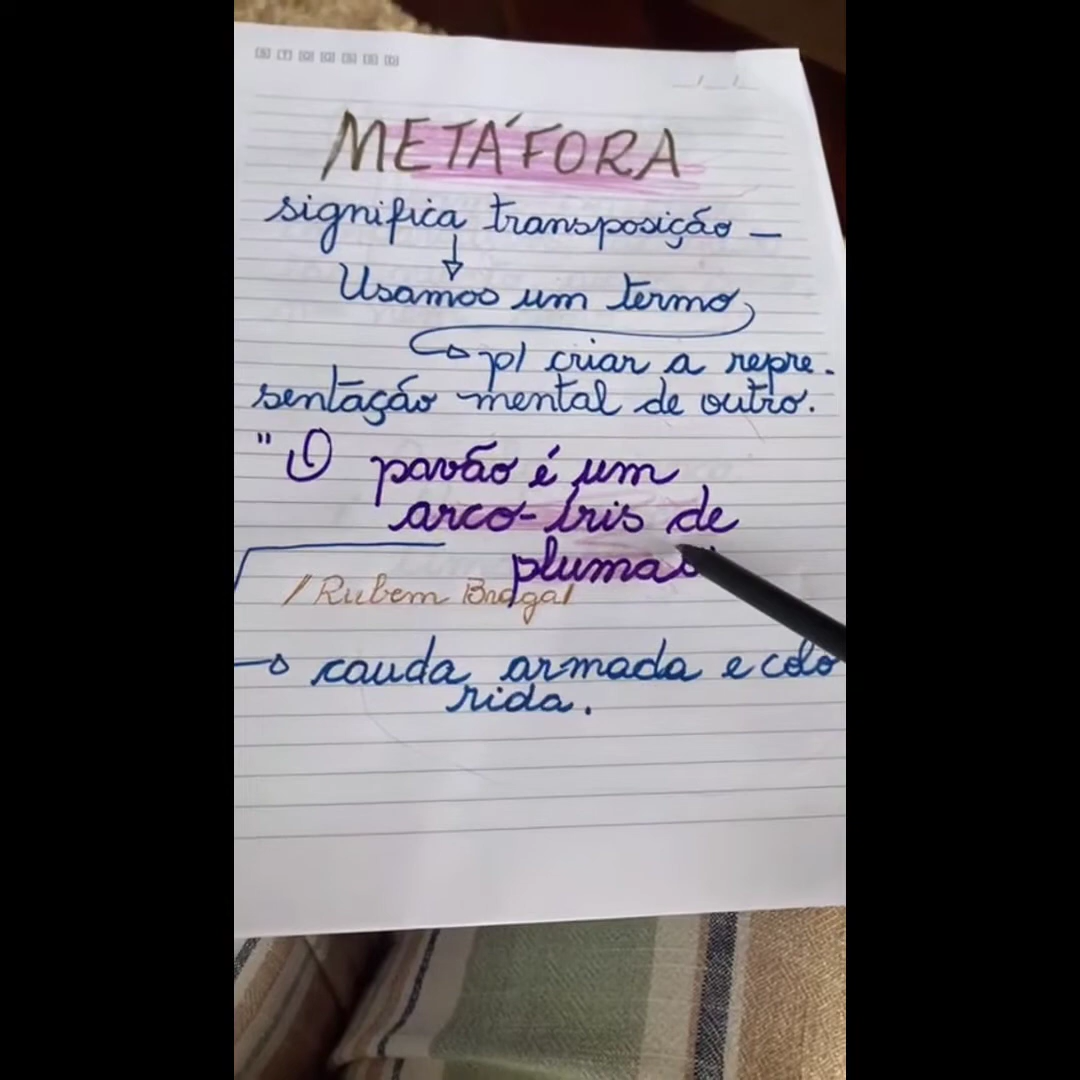 METÁFORA
significa transposição —
Usamos um termo
p/ criar a repre-
sentação mental de outro.
"O pavão é um
arco-íris de
plumas
/Rubem Braga/
cauda armada e colo
rida.